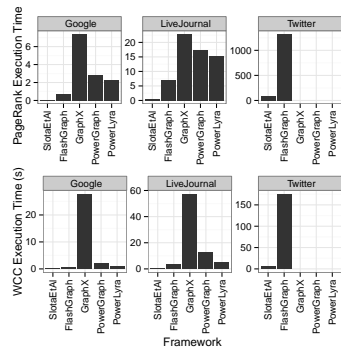 PageRank Execution Time
Google
LiveJournal
Twitter
6
4
2
0
20
15
10
5
0
1000
500
0
SlotaEtAl
FlashGraph
GraphX
PowerGraph
PowerLyra
SlotaEtAl
FlashGraph
GraphX
PowerGraph
PowerLyra
SlotaEtAl
FlashGraph
GraphX
PowerGraph
PowerLyra
WCC Execution Time (s)
Google
LiveJournal
Twitter
20
10
0
60
40
20
0
150
100
50
0
SlotaEtAl
FlashGraph
GraphX
PowerGraph
PowerLyra
SlotaEtAl
FlashGraph
GraphX
PowerGraph
PowerLyra
SlotaEtAl
FlashGraph
GraphX
PowerGraph
PowerLyra
Framework